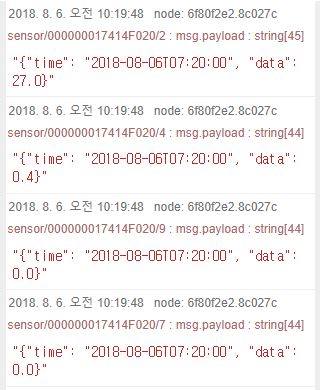 2018. 8. 6. 오전 10:19:48 node: 6f80f2e2.8c027c
sensor/000000017414F020/2 : msg.payload : string[45]
"{"time": "2018-08-06T07:20:00", "data":
27.0}"
2018. 8. 6. 오전 10:19:48 node: 6f80f2e2.8c027c
sensor/000000017414F020/4 : msg.payload : string[44]
"{"time": "2018-08-06T07:20:00", "data":
0.4}"
2018. 8. 6. 오전 10:19:48 node: 6f80f2e2.8c027c
sensor/000000017414F020/9 : msg.payload : string[44]
"{"time": "2018-08-06T07:20:00", "data":
0.0}"
2018. 8. 6. 오전 10:19:48 node: 6f80f2e2.8c027c
sensor/000000017414F020/7 : msg.payload : string[44]
"{"time": "2018-08-06T07:20:00", "data":
0.0}"